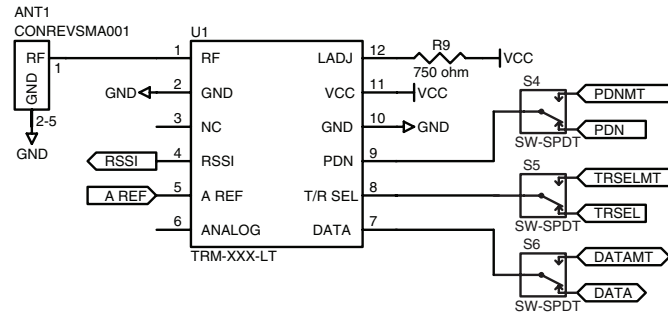 ANT1
CONREVSMA001
RF
GND
1
2-5
GND
U1
TRM-XXX-LT
1 RF
GND 2 GND
3 NC
RSSI 4 RSSI
A REF 5 A REF
6 ANALOG
LADJ 12
VCC 11 VCC
GND 10 GND
PDN 9
T/R SEL 8
DATA 7
R9
750 ohm
VCC
S4
PDNMT
PDN
SW-SPDT
S5
TRSELMT
TRSEL
SW-SPDT
S6
DATAMT
DATA
SW-SPDT